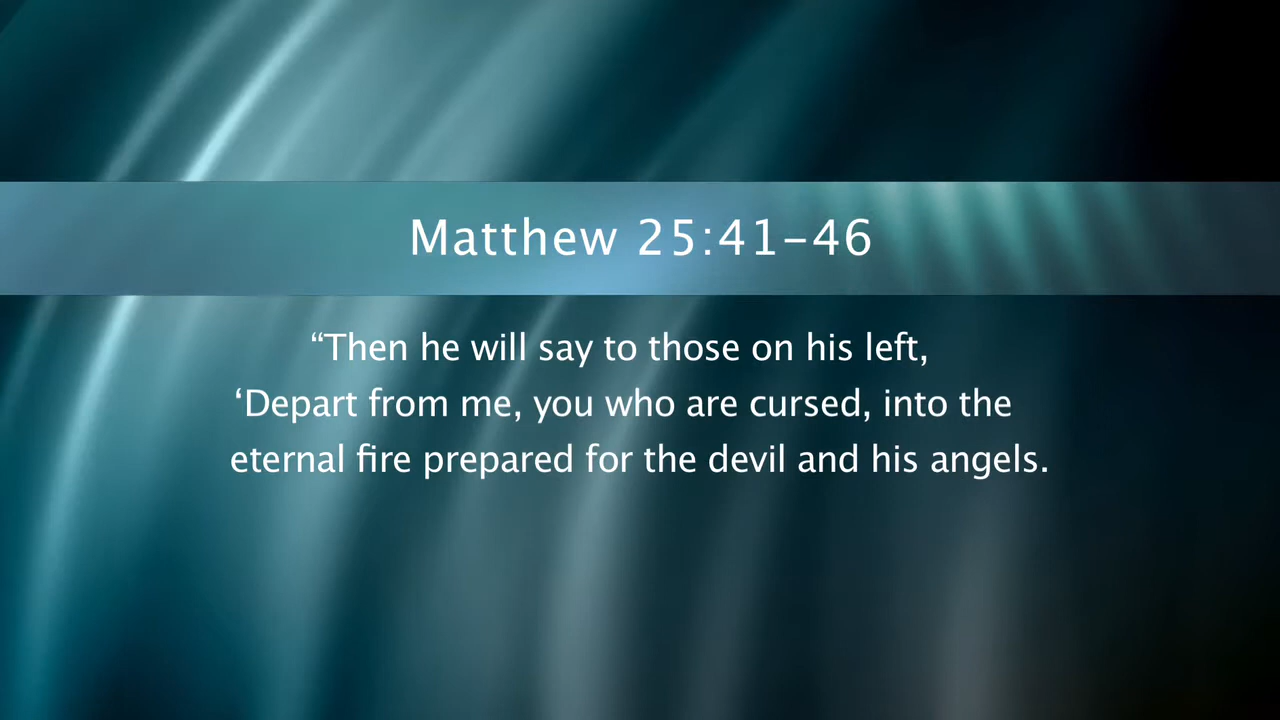 Matthew 25:41–46
“Then he will say to those on his left,
‘Depart from me, you who are cursed, into the
eternal fire prepared for the devil and his angels.